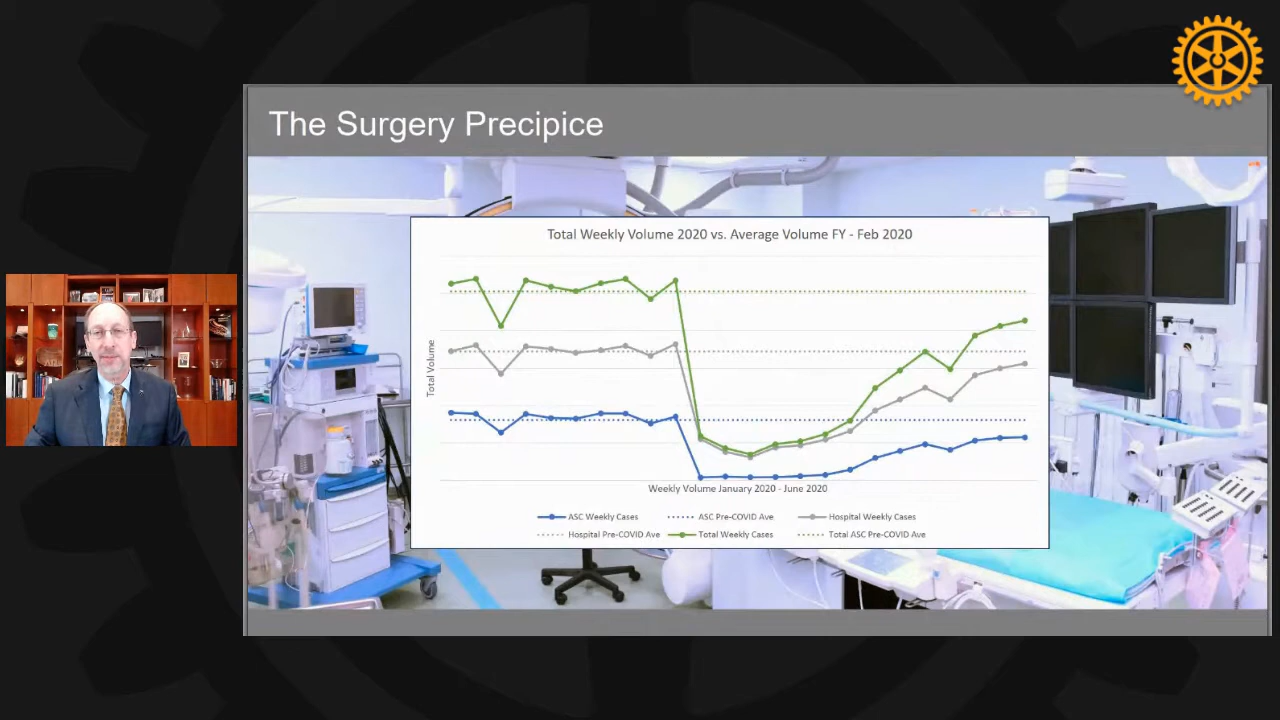 The Surgery Precipice
Total Weekly Volume 2020 vs. Average Volume FY - Feb 2020
Total Volume
Weekly Volume January 2020 - June 2020
ASC Weekly Cases
ASC Pre-COVID Ave
Hospital Weekly Cases
Hospital Pre-COVID Ave
Total Weekly Cases
Total ASC Pre-COVID Ave